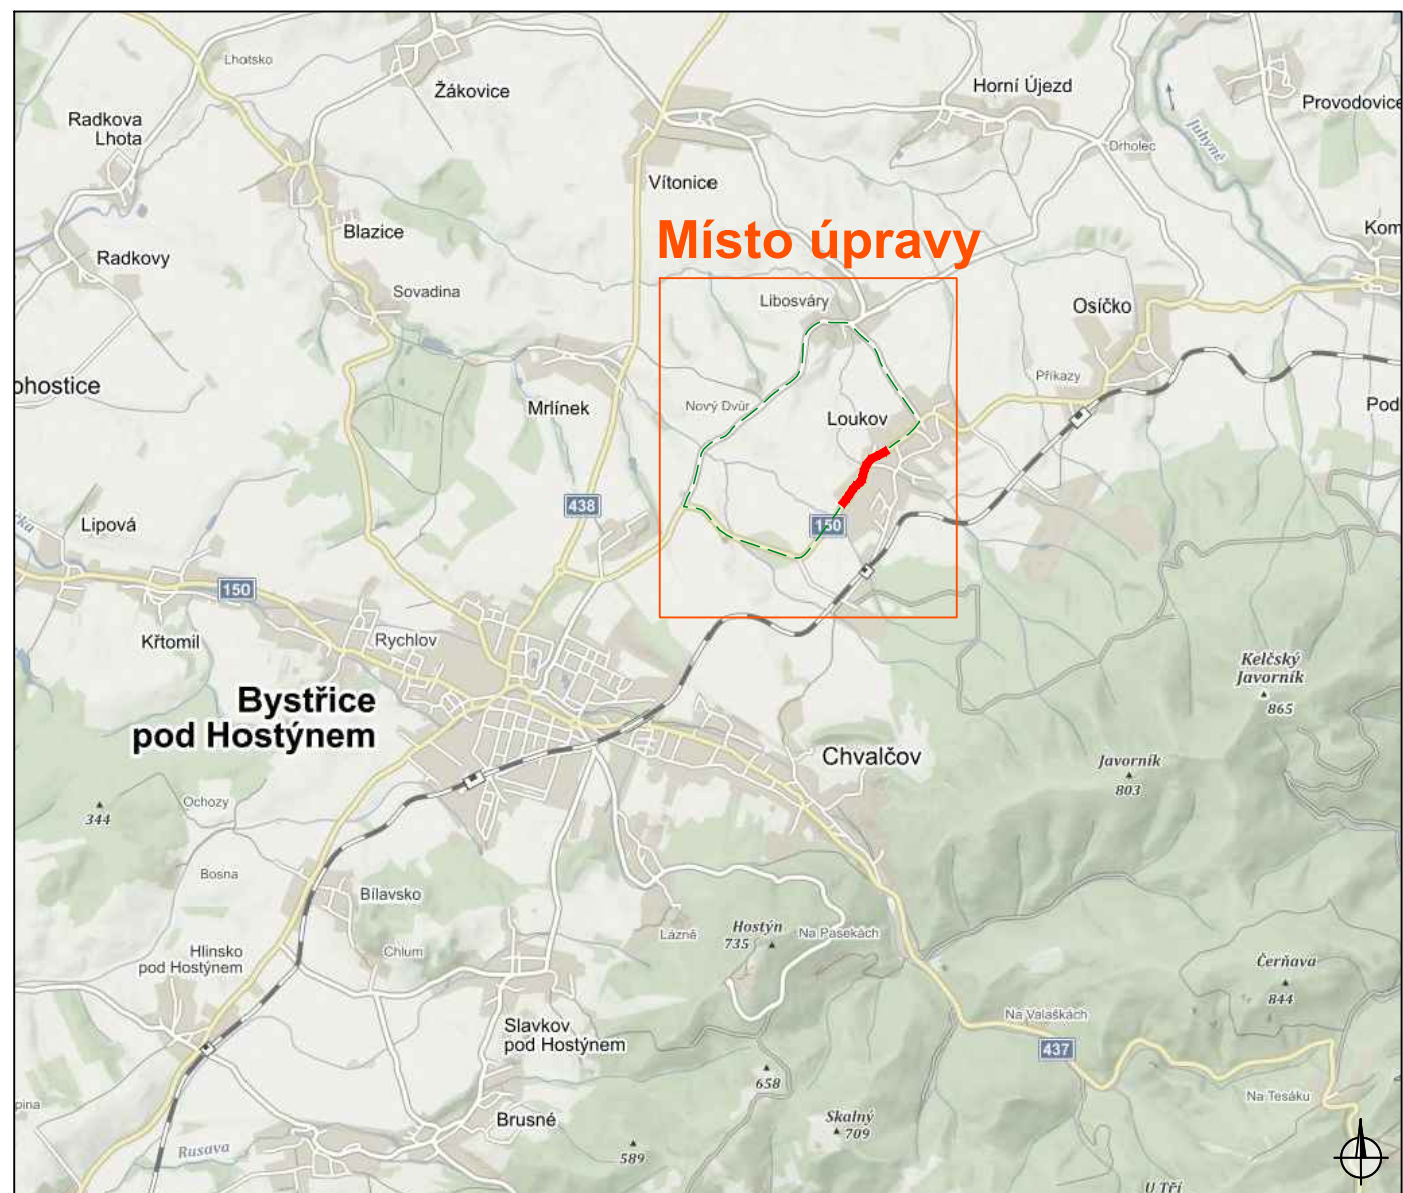 Lhotsko
Žákovice
Horní Újezd
Provodovice
Radkova
Lhota
Juhyně
Drholec
Vítonice
Blazice
Místo úpravy
Kom
Radkovy
Sovadina
Libosváry
Osíčko
Příkazy
ohostice
Nový Dvůr
Mrlínek
Loukov
Pod
438
150
Lipová
150
Křtomil
Rychlov
Kelčský
Javorník
865
Bystřice
pod Hostýnem
Chvalčov
Javorník
803
Ochozy
344
Bosna
Bílavsko
Lázně
Hostýn
735
Na Pasekách
Hlinsko
pod Hostýnem
Chlum
Čerňava
844
Na Valaškách
Slavkov
pod Hostýnem
437
658
Na Tesáku
pina
Brusné
Skalný
709
Rusava
589
U Tří